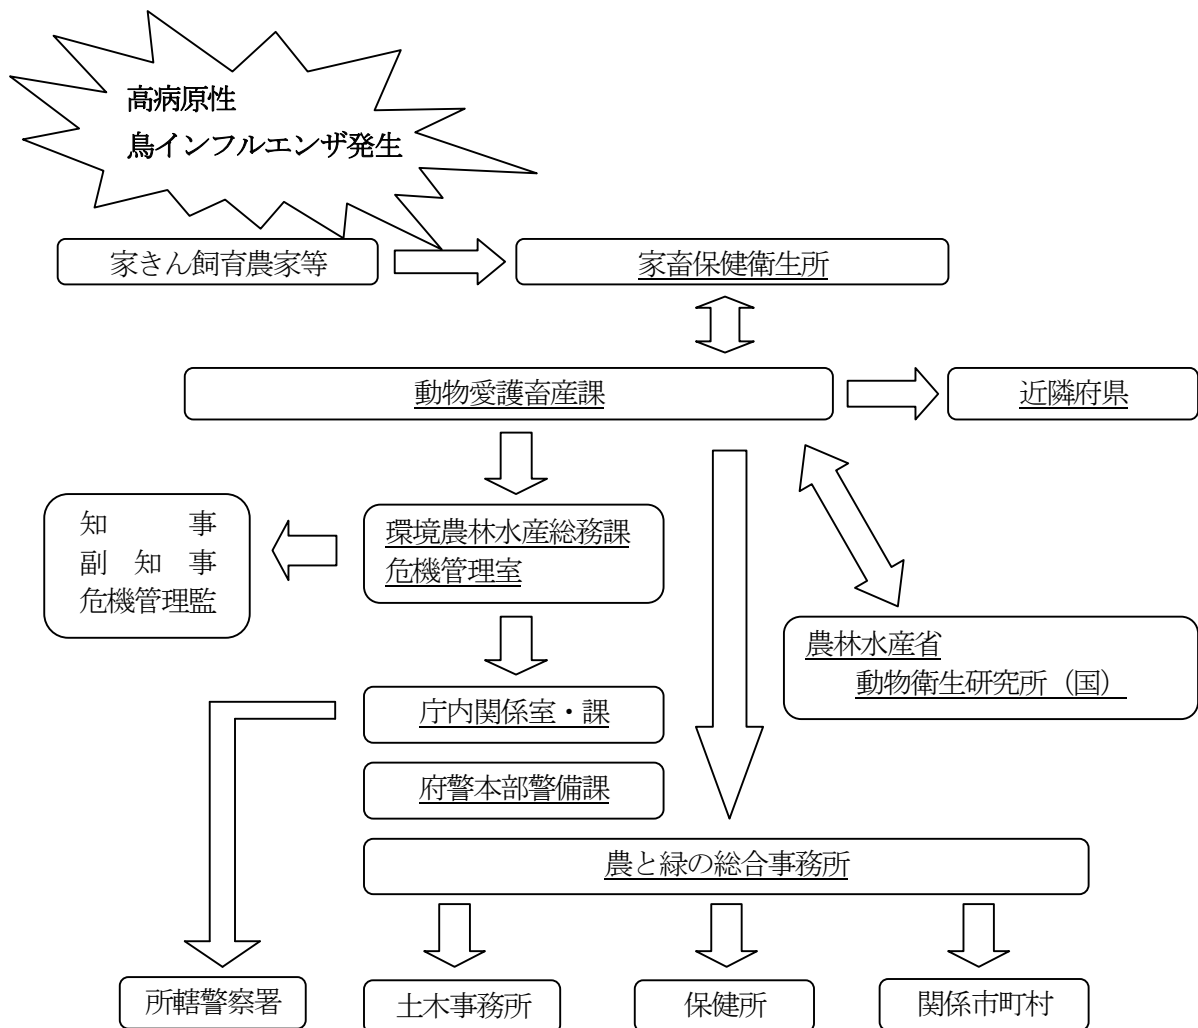 高病原性
鳥インフルエンザ発生
家きん飼育農家等
家畜保健衛生所
動物愛護畜産課
近隣府県
知　　　事
副　知　事
危機管理監
環境農林水産総務課
危機管理室
農林水産省
動物衛生研究所（国）
庁内関係室・課
府警本部警備課
農と緑の総合事務所
所轄警察署
土木事務所
保健所
関係市町村